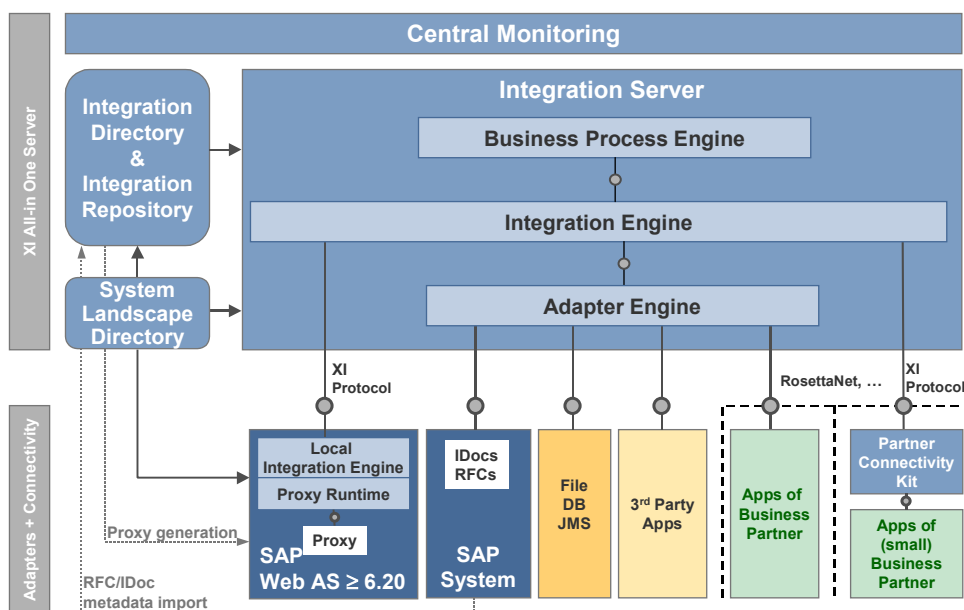 Central Monitoring
XI All-in One Server
Integration
Directory
&
Integration
Repository
Integration Server
Business Process Engine
Integration Engine
Adapter Engine
System
Landscape
Directory
XI
Protocol
RosettaNet, …
XI
Protocol
Adapters + Connectivity
Local
Integration Engine
Proxy Runtime
Proxy
SAP
Web AS ≥ 6.20
IDocs
RFCs
SAP
System
File
DB
JMS
3rd Party
Apps
Apps of
Business
Partner
Partner
Connectivity
Kit
Apps of
(small)
Business
Partner
Proxy generation
RFC/IDoc
metadata import